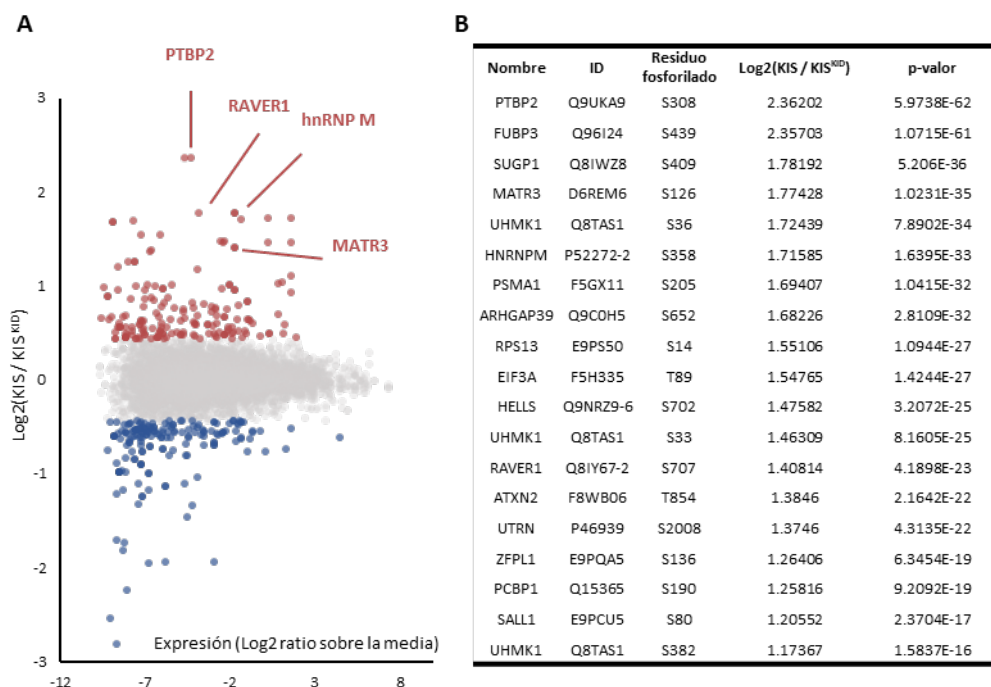 A
PTBP2
RAVER1
hnRNP M
MATR3
3
2
1
0
-1
-2
-3
Log2(KIS / KIS^KID)
Expresión (Log2 ratio sobre la media)
-12 -7 -2 3 8
B
Nombre ID Residuo fosforilado Log2(KIS / KIS^KID) p-valor
PTBP2 Q9UKA9 S308 2.36202 5.9738E-62
FUBP3 Q96I24 S439 2.35703 1.0715E-61
SUGP1 Q8IWZ8 S409 1.78192 5.206E-36
MATR3 D6REM6 S126 1.77428 1.0231E-35
UHMK1 Q8TAS1 S36 1.72439 7.8902E-34
HNRNPM P52272-2 S358 1.71585 1.6395E-33
PSMA1 F5GX11 S205 1.69407 1.0415E-32
ARHGAP39 Q9C0H5 S652 1.68226 2.8109E-32
RPS13 E9PS50 S14 1.55106 1.0944E-27
EIF3A F5H335 T89 1.54765 1.4244E-27
HELLS Q9NRZ9-6 S702 1.47582 3.2072E-25
UHMK1 Q8TAS1 S33 1.46309 8.1605E-25
RAVER1 Q8IY67-2 S707 1.40814 4.1898E-23
ATXN2 F8WB06 T854 1.3846 2.1642E-22
UTRN P46939 S2008 1.3746 4.3135E-22
ZFPL1 E9PQA5 S136 1.26406 6.3454E-19
PCBP1 Q15365 S190 1.25816 9.2092E-19
SALL1 E9PCU5 S80 1.20552 2.3704E-17
UHMK1 Q8TAS1 S382 1.17367 1.5837E-16